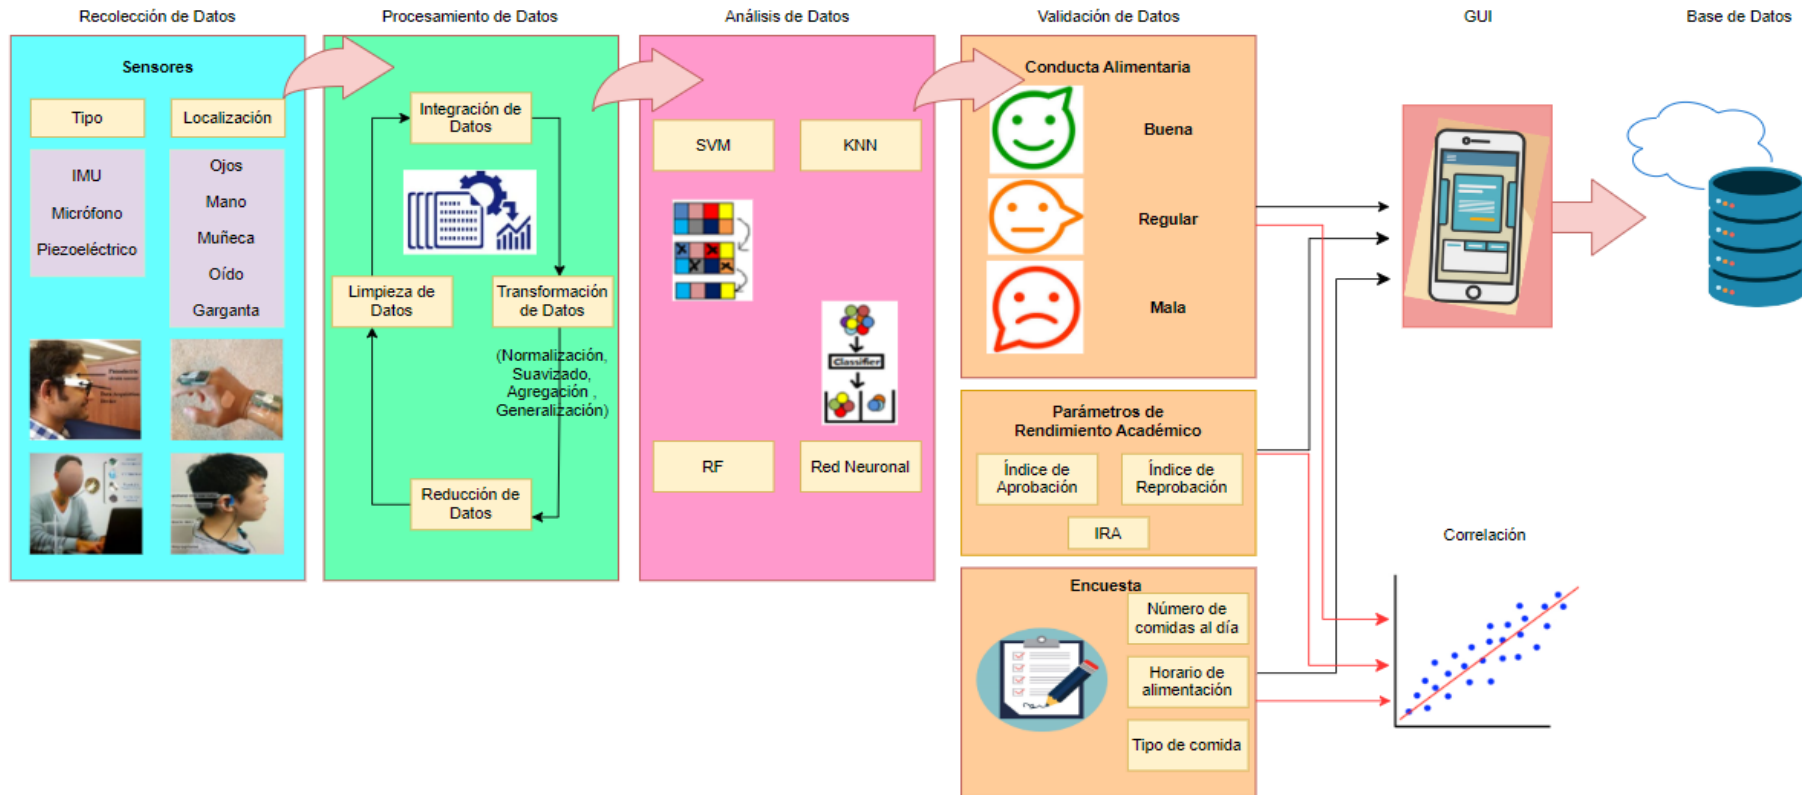 Recolección de Datos
Procesamiento de Datos
Análisis de Datos
Validación de Datos
GUI
Base de Datos
Sensores
Tipo
Localización
IMU
Micrófono
Piezoeléctrico
Ojos
Mano
Muñeca
Oído
Garganta
Integración de
Datos
Limpieza de
Datos
Transformación
de Datos
(Normalización,
Suavizado,
Agregación ,
Generalización)
Reducción de
Datos
SVM
KNN
Classifier
RF
Red Neuronal
Conducta Alimentaria
Buena
Regular
Mala
Parámetros de
Rendimiento Académico
Índice de
Aprobación
Índice de
Reprobación
IRA
Encuesta
Número de
comidas al día
Horario de
alimentación
Tipo de comida
Correlación